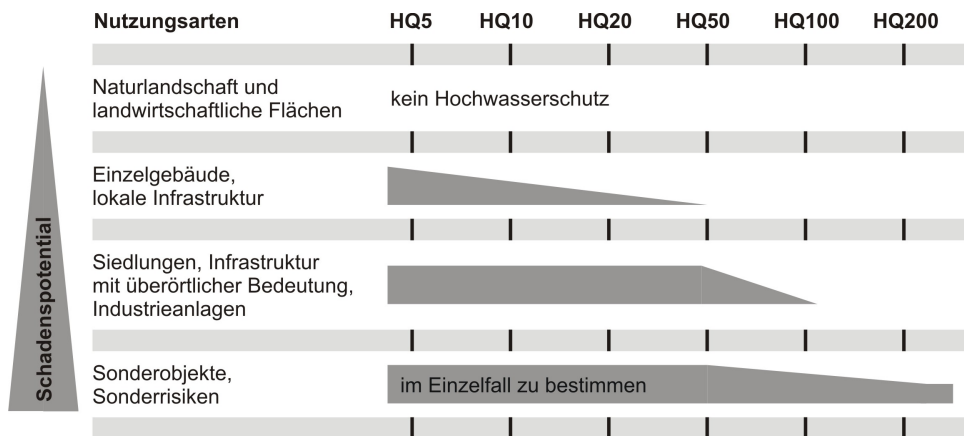 Nutzungsarten HQ5 HQ10 HQ20 HQ50 HQ100 HQ200
Naturlandschaft und
landwirtschaftliche Flächen
kein Hochwasserschutz
Einzelgebäude,
lokale Infrastruktur
Siedlungen, Infrastruktur
mit überörtlicher Bedeutung,
Industrieanlagen
Sonderobjekte,
Sonderrisiken
im Einzelfall zu bestimmen
Schadenspotential